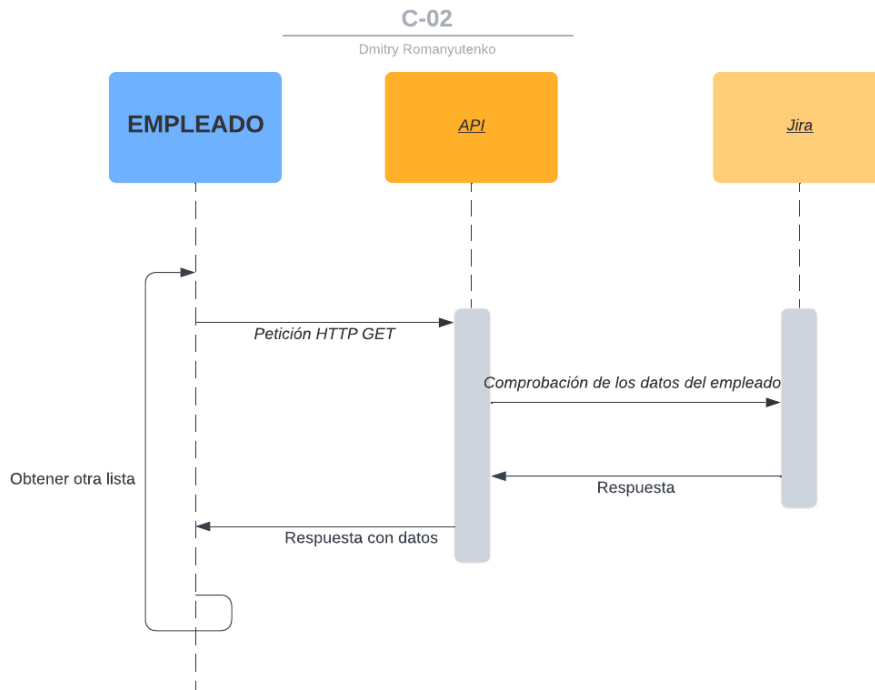 C-02
Dmitry Romanyutenko
EMPLEADO
API
Jira
Petición HTTP GET
Comprobación de los datos del empleado
Obtener otra lista
Respuesta
Respuesta con datos